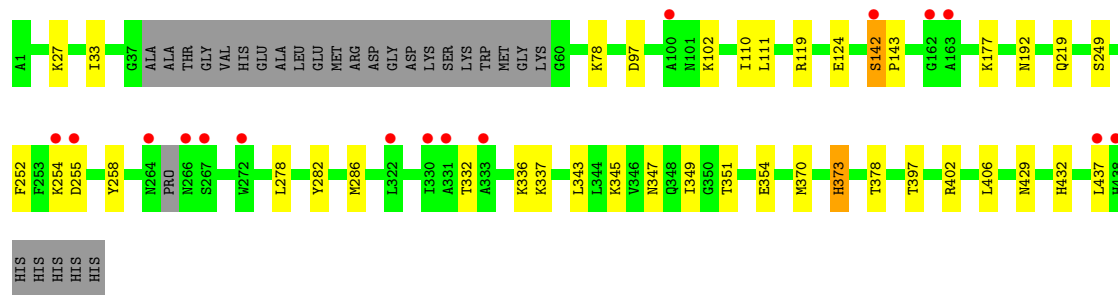 A1 K27 I33 G37 ALA ALA THR GLY VAL HIS GLU ALA LEU GLU MET ARG ASP GLY ASP LYS SER LYS TRP MET GLY LYS G60 K78 D97 A100 N101 K102 I110 L111 R119 E124 S142 P143 G162 A163 K177 N192 Q219 S249
F252 F253 K254 D255 Y258 N264 PRO N266 S267 W272 L278 Y282 M286 L322 I330 A331 T332 A333 K336 K337 L343 L344 K345 V346 N347 Q348 I349 G350 T351 E354 M370 H373 T378 T397 R402 L406 N429 H432 L437 H438
HIS HIS HIS HIS HIS